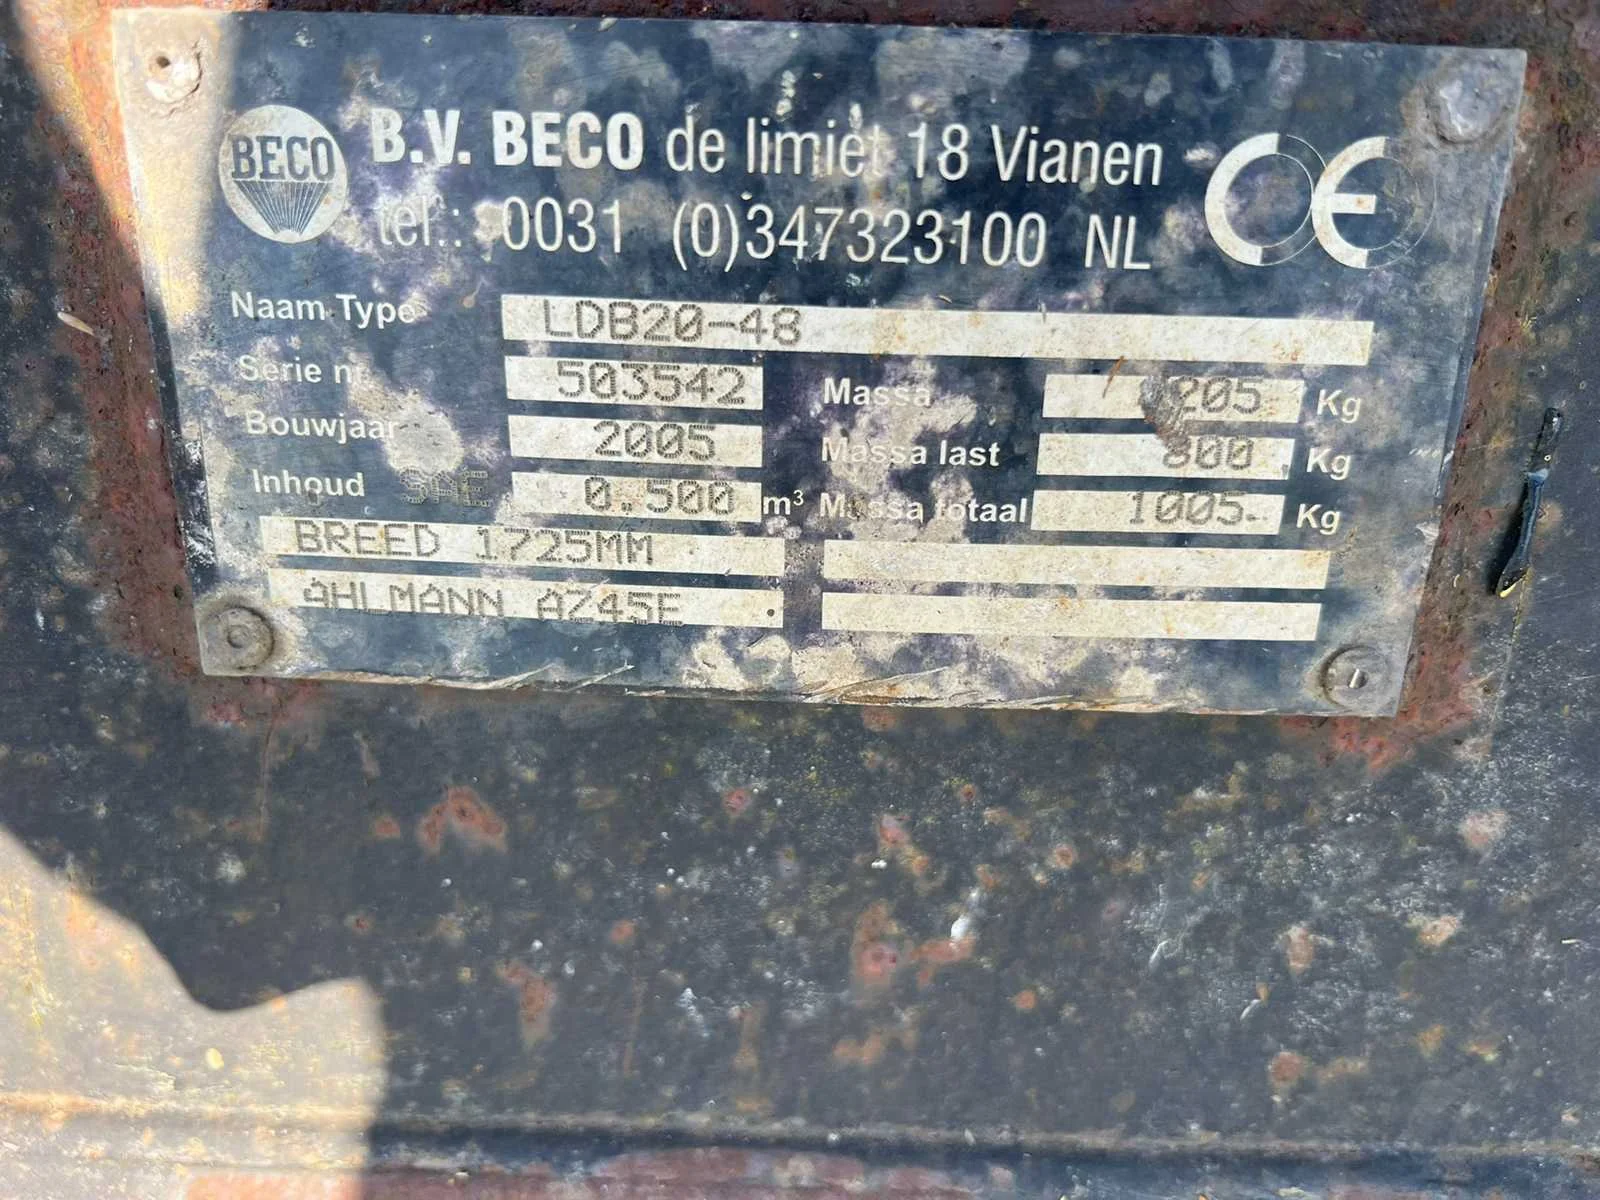 BECO
B.V. BECO de limiet 18 Vianen
tel.: 0031 (0)347323100 NL
CE
Naam Type LDB20-48
Serie nr. 503542 Massa 205 Kg
Bouwjaar 2005 Massa last 800 Kg
Inhoud SAE 0.500 m³ Massa totaal 1005 Kg
BREED 1725MM
AHLMANN AZ45E